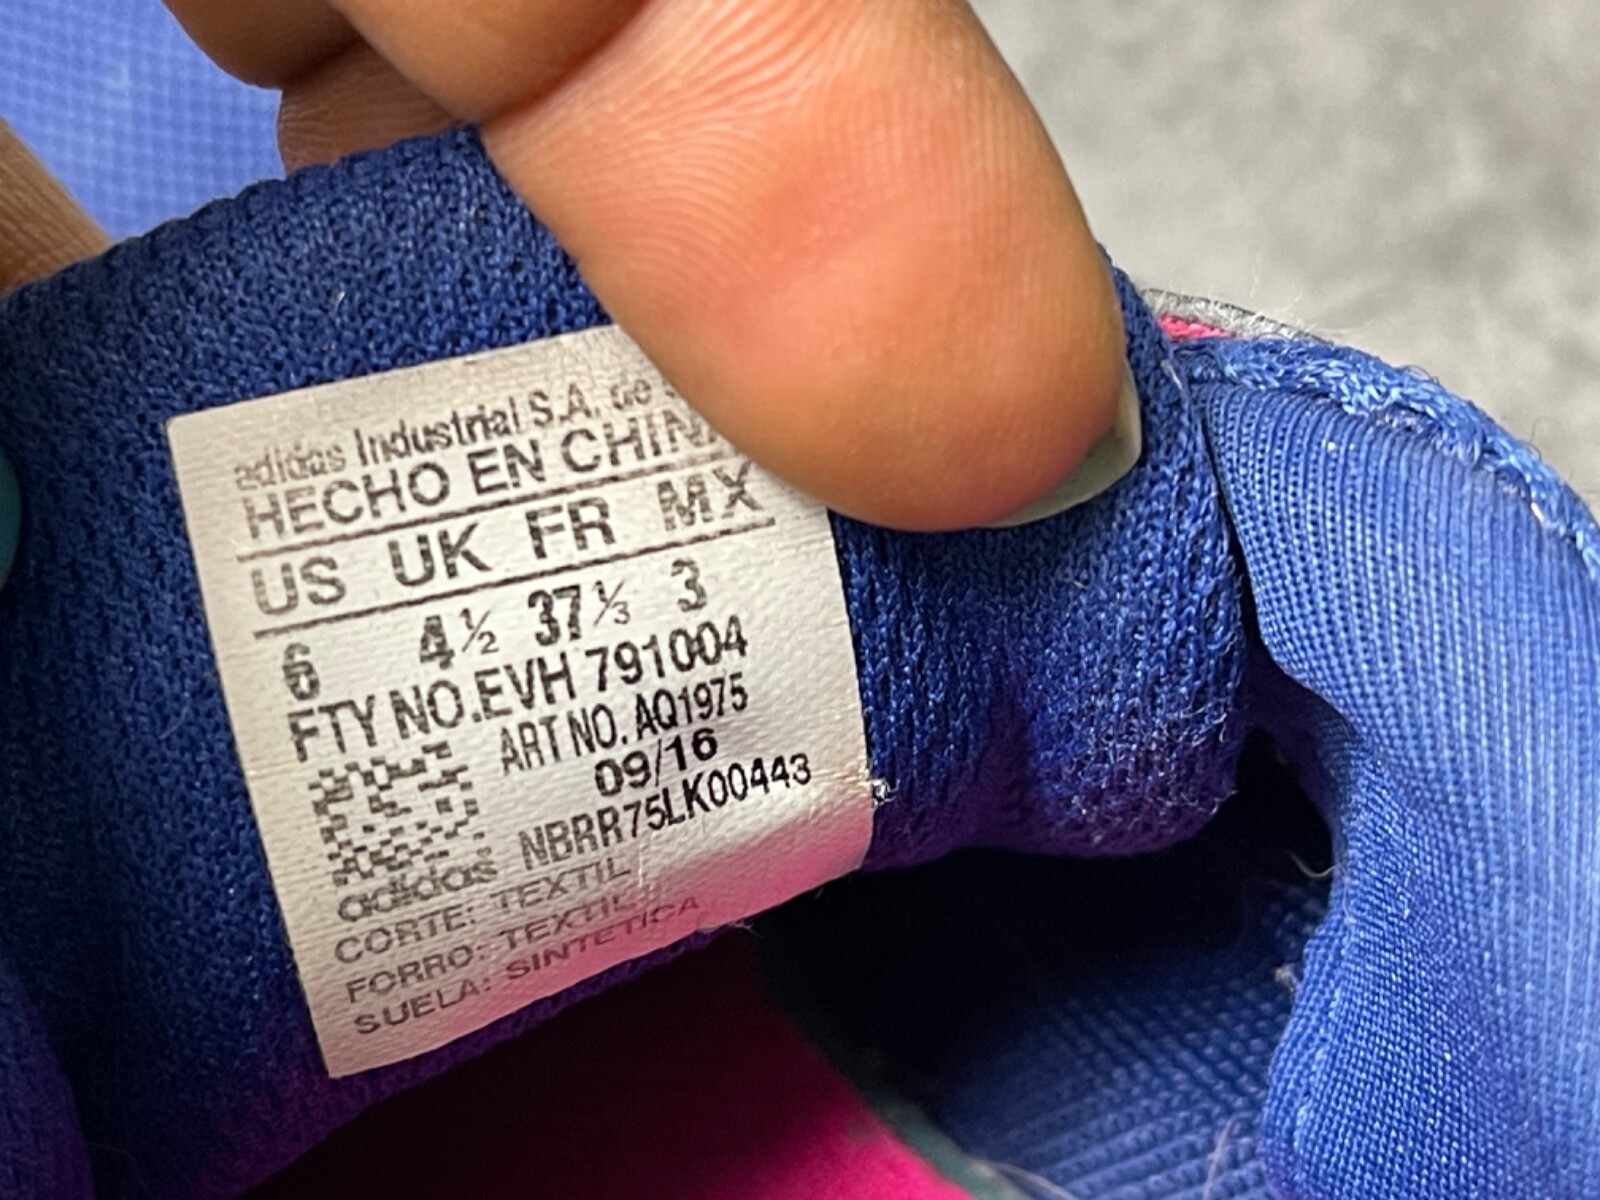 adidas Industrial S.A. de
HECHO EN CHINA
US UK FR MX
6 4½ 37⅓ 3
FTY NO.EVH 791004
ART NO. AQ1975
09/16
NBRR75LK00443
adidas
CORTE: TEXTIL
FORRO: TEXTIL
SUELA: SINTETICA